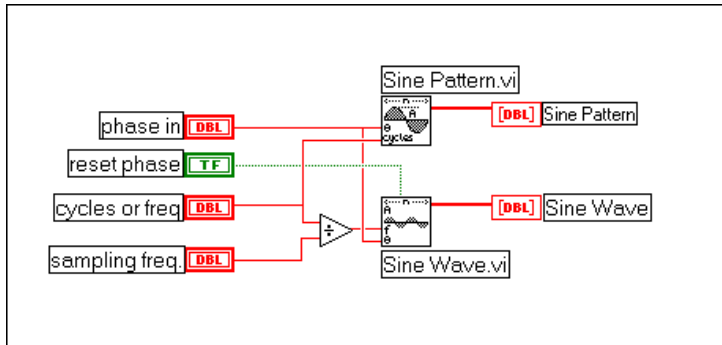 Sine Pattern.vi
n
A
θ
cycles
phase in DBL
[DBL] Sine Pattern
reset phase TF
cycles or freq DBL
n
A
f
θ
[DBL] Sine Wave
÷
sampling freq. DBL
Sine Wave.vi